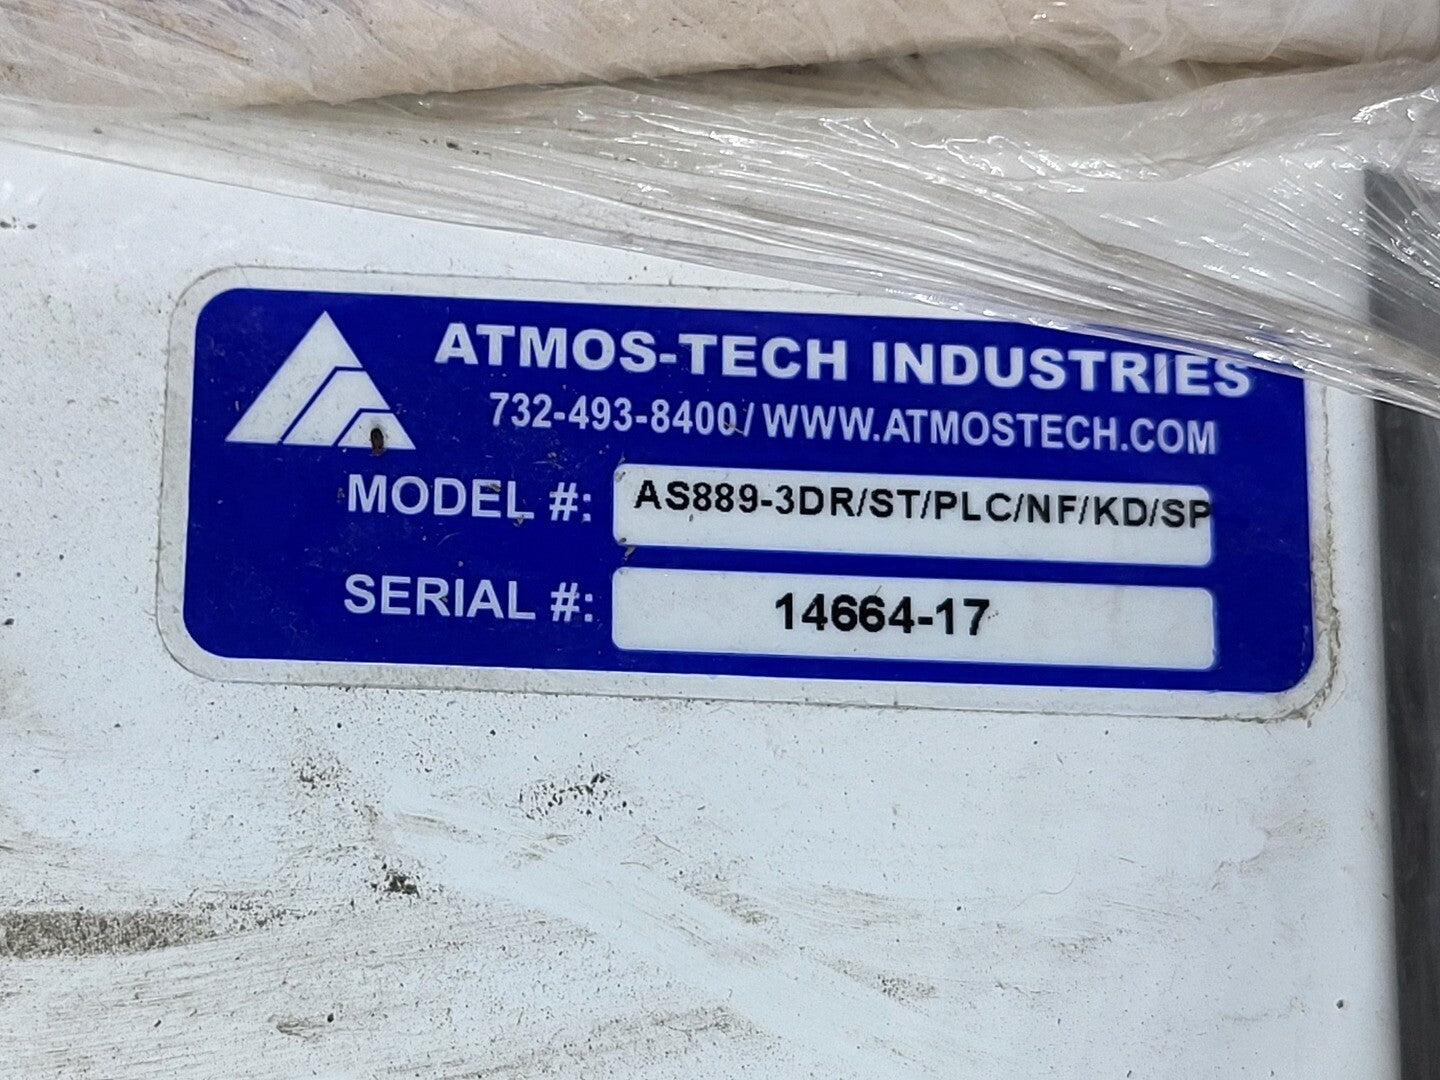 ATMOS-TECH INDUSTRIES
732-493-8400/ WWW.ATMOSTECH.COM
MODEL #: AS889-3DR/ST/PLC/NF/KD/SP
SERIAL #: 14664-17